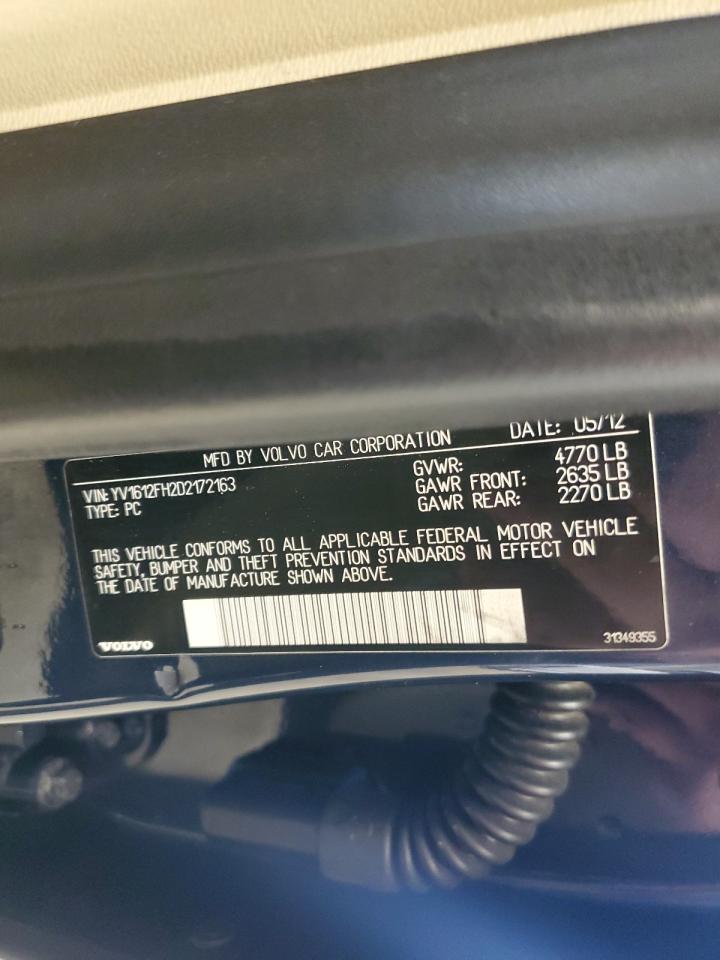 MFD BY VOLVO CAR CORPORATION DATE: 05/12
VIN: YV1612FH2D2172163 GVWR: 4770 LB
TYPE: PC GAWR FRONT: 2635 LB
GAWR REAR: 2270 LB
THIS VEHICLE CONFORMS TO ALL APPLICABLE FEDERAL MOTOR VEHICLE
SAFETY, BUMPER AND THEFT PREVENTION STANDARDS IN EFFECT ON
THE DATE OF MANUFACTURE SHOWN ABOVE.
VOLVO 31349355